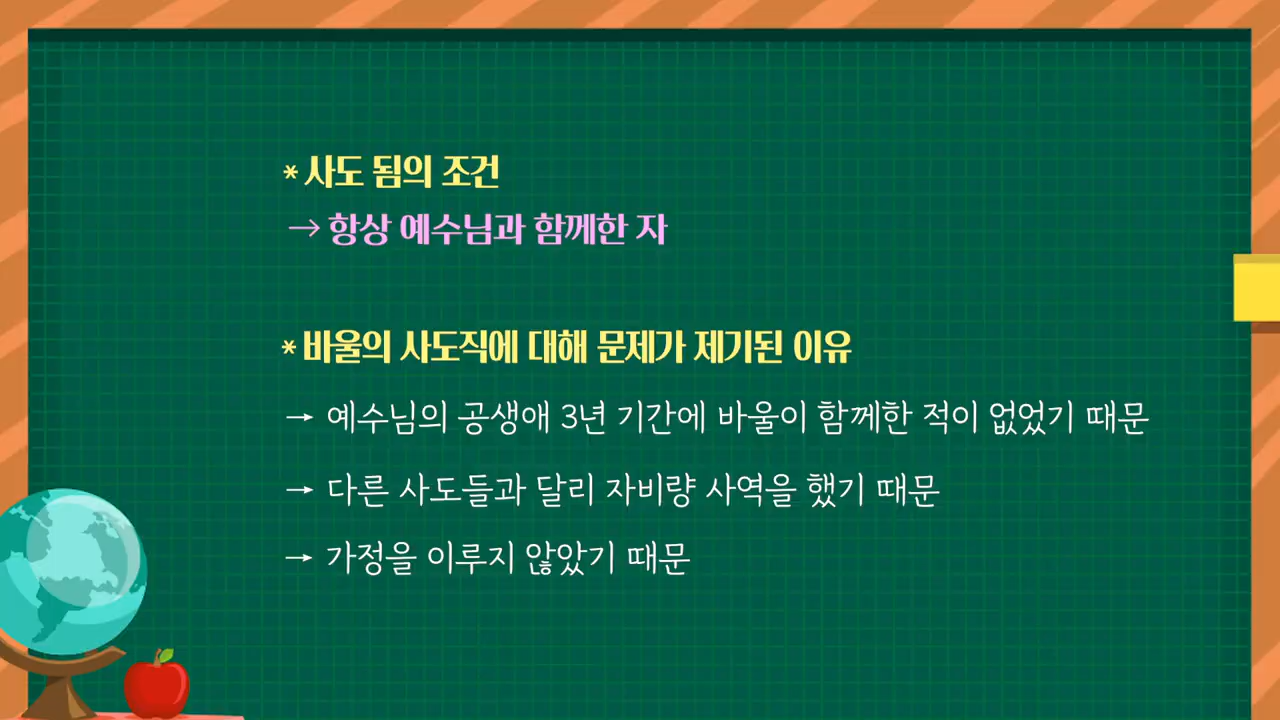 * 사도 됨의 조건
→ 항상 예수님과 함께한 자
* 바울의 사도직에 대해 문제가 제기된 이유
→ 예수님의 공생애 3년 기간에 바울이 함께한 적이 없었기 때문
→ 다른 사도들과 달리 자비량 사역을 했기 때문
→ 가정을 이루지 않았기 때문